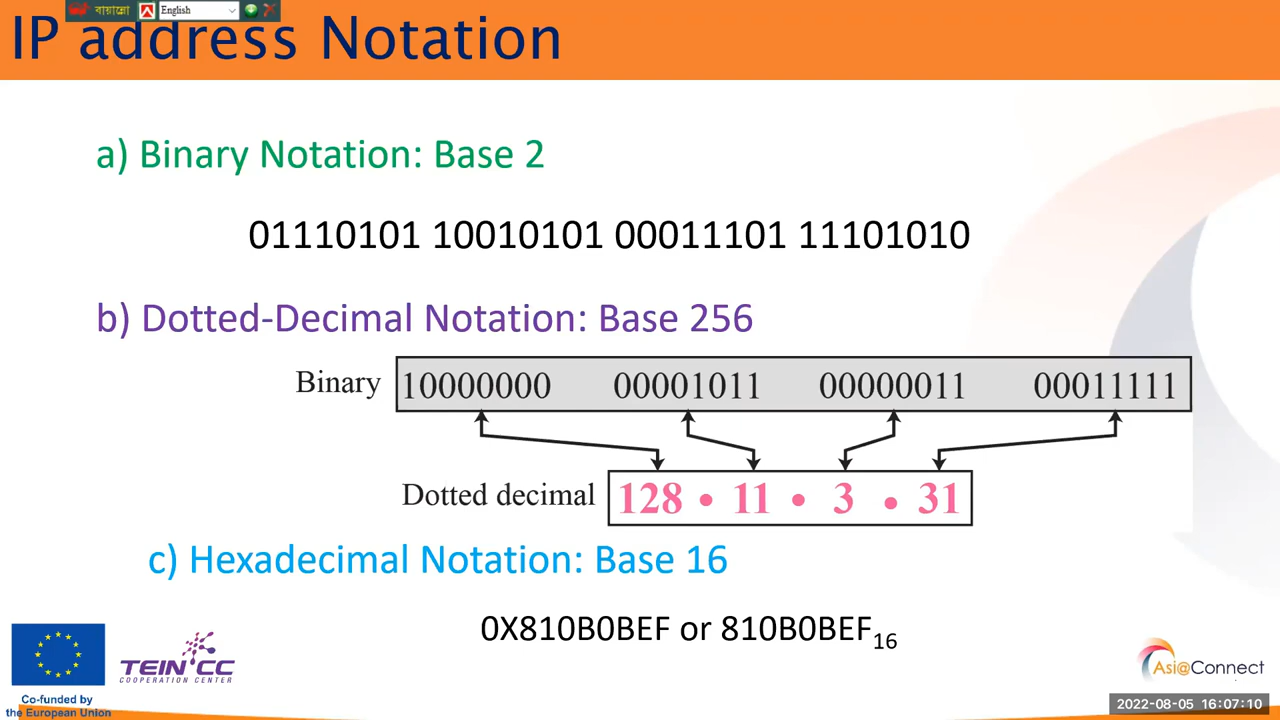 বায়ান্নো English
IP address Notation
a) Binary Notation: Base 2
01110101 10010101 00011101 11101010
b) Dotted-Decimal Notation: Base 256
Binary 10000000 00001011 00000011 00011111
Dotted decimal 128 • 11 • 3 • 31
c) Hexadecimal Notation: Base 16
0X810B0BEF or 810B0BEF16
TEIN*CC
COOPERATION CENTER
Asi@Connect
Co-funded by
the European Union
2022-08-05 16:07:10